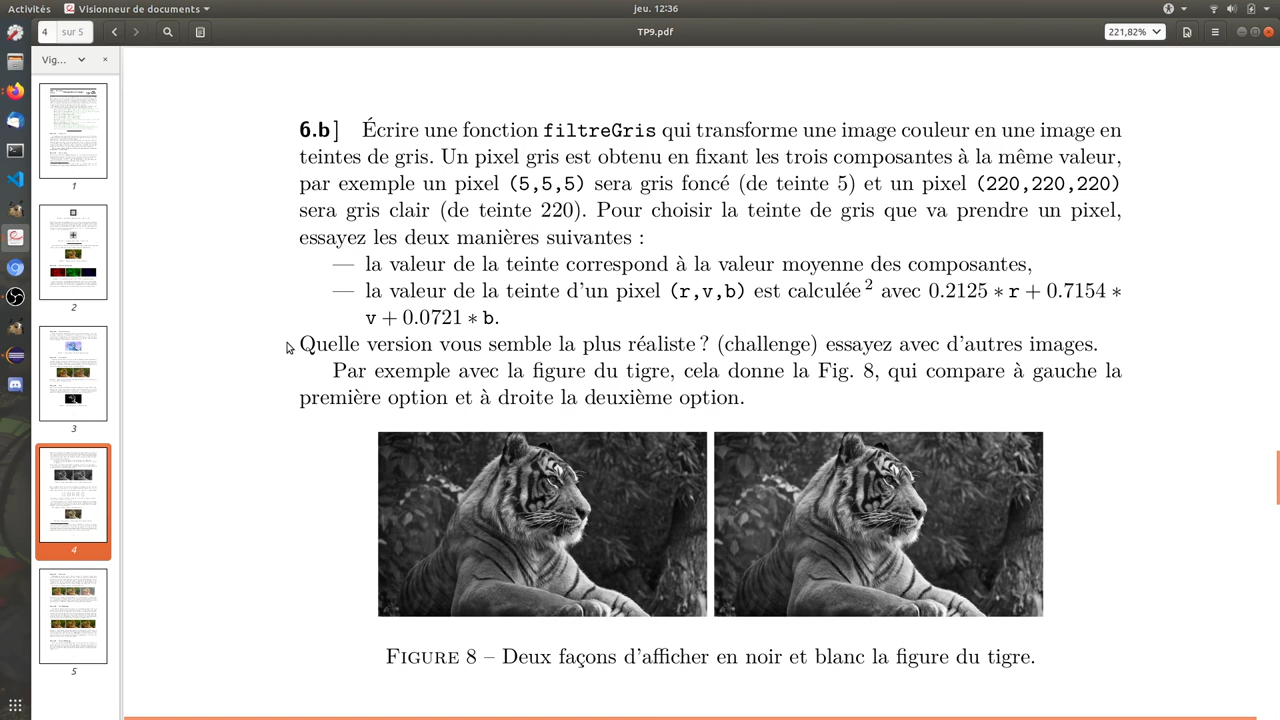 Activités
Visionneur de documents
jeu. 12:36
4
sur 5
TP9.pdf
221,82%
Vig...
1
2
3
4
5
6.b] Écrire une fonction filtreGris qui transforme une image couleur en une image en
teintes de gris. Un pixel gris est obtenu en fixant les trois composantes à la même valeur,
par exemple un pixel (5,5,5) sera gris foncé (de teinte 5) et un pixel (220,220,220)
sera gris clair (de teinte 220). Pour choisir la teinte de gris que va prendre un pixel,
essayez les deux manières suivantes :
— la valeur de la teinte correspond à la valeur moyenne des composantes,
— la valeur de la teinte d'un pixel (r,v,b) est calculée 2 avec 0.2125 * r + 0.7154 *
v + 0.0721 * b.
Quelle version vous semble la plus réaliste ? (challenge) essayez avec d'autres images.
Par exemple avec la figure du tigre, cela donne la Fig. 8, qui compare à gauche la
première option et à droite la deuxième option.
FIGURE 8 – Deux façons d'afficher en noir et blanc la figure du tigre.